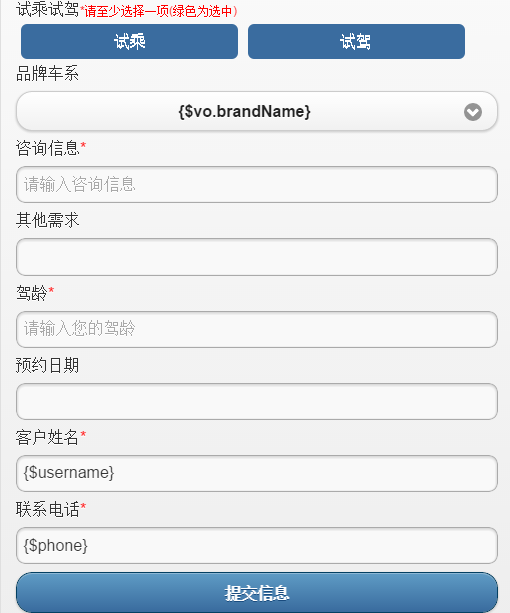 试乘试驾*请至少选择一项(绿色为选中)
试乘 试驾
品牌车系
{$vo.brandName}
咨询信息*
请输入咨询信息
其他需求
驾龄*
请输入您的驾龄
预约日期
客户姓名*
{$username}
联系电话*
{$phone}
提交信息